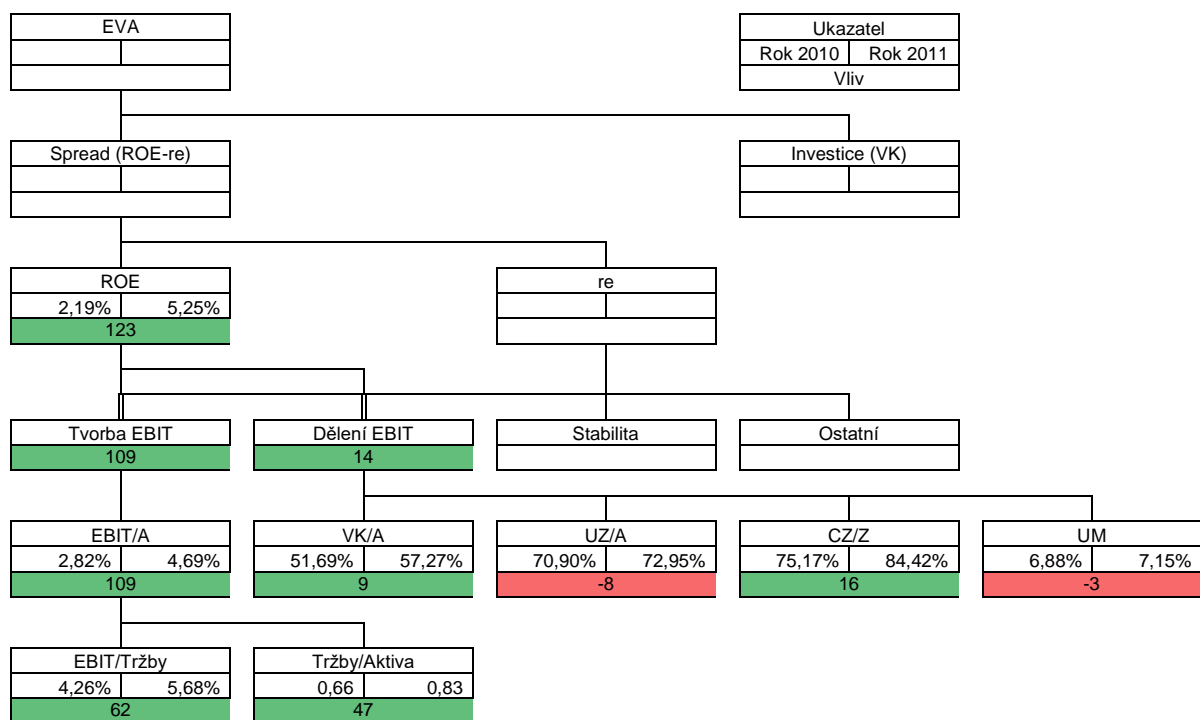 EVA
Ukazatel
Rok 2010 Rok 2011
Vliv
Spread (ROE-re)
Investice (VK)
ROE
re
2,19% 5,25%
123
Tvorba EBIT
Dělení EBIT
Stabilita
Ostatní
109
14
EBIT/A
VK/A
UZ/A
CZ/Z
UM
2,82% 4,69%
51,69% 57,27%
70,90% 72,95%
75,17% 84,42%
6,88% 7,15%
109
9
-8
16
-3
EBIT/Tržby
Tržby/Aktiva
4,26% 5,68%
0,66 0,83
62
47